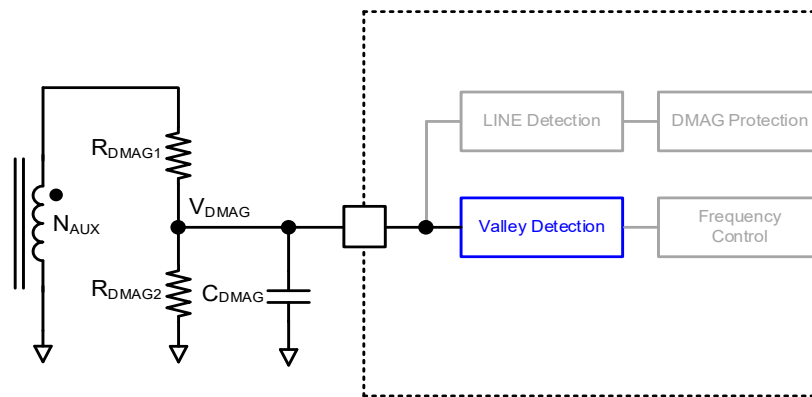 LINE Detection
DMAG Protection
RDMAG1
VDMAG
NAUX
Valley Detection
Frequency
Control
RDMAG2
CDMAG